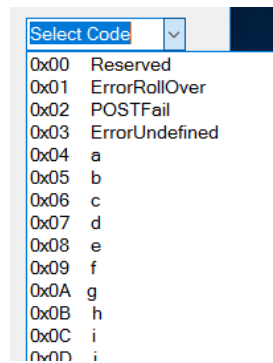 Select Code
0x00 Reserved
0x01 ErrorRollOver
0x02 POSTFail
0x03 ErrorUndefined
0x04 a
0x05 b
0x06 c
0x07 d
0x08 e
0x09 f
0x0A g
0x0B h
0x0C i
0x0D j